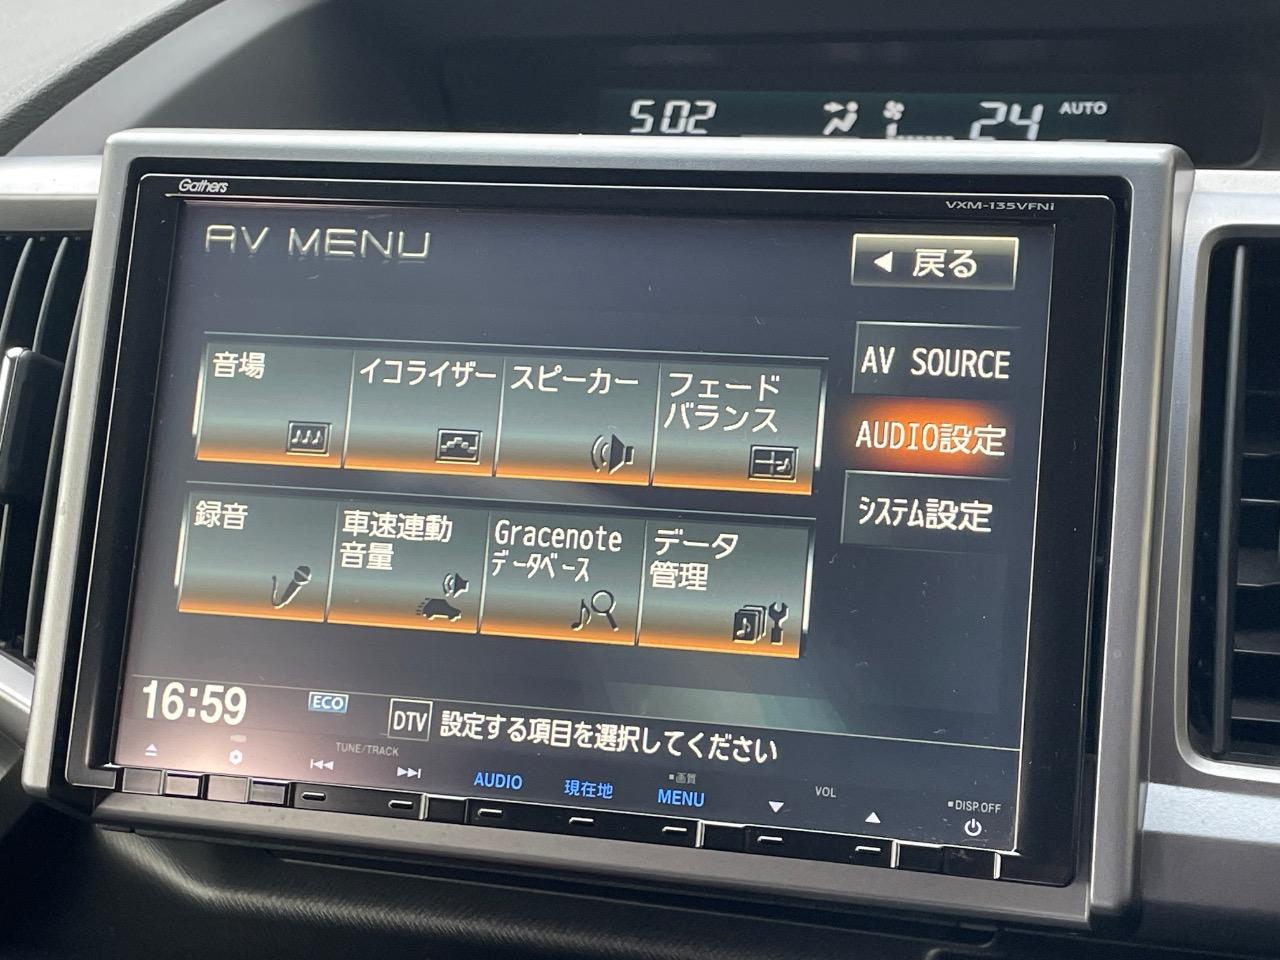 5:02
24
AUTO
Gathers
VXM-135VFNi
AV MENU
戻る
音場
イコライザー
スピーカー
フェード
バランス
AV SOURCE
AUDIO設定
システム設定
録音
車速連動
音量
Gracenote
データベース
データ
管理
16:59
ECO
DTV
設定する項目を選択してください
TUNE/TRACK
AUDIO
現在地
画質
MENU
VOL
DISP.OFF